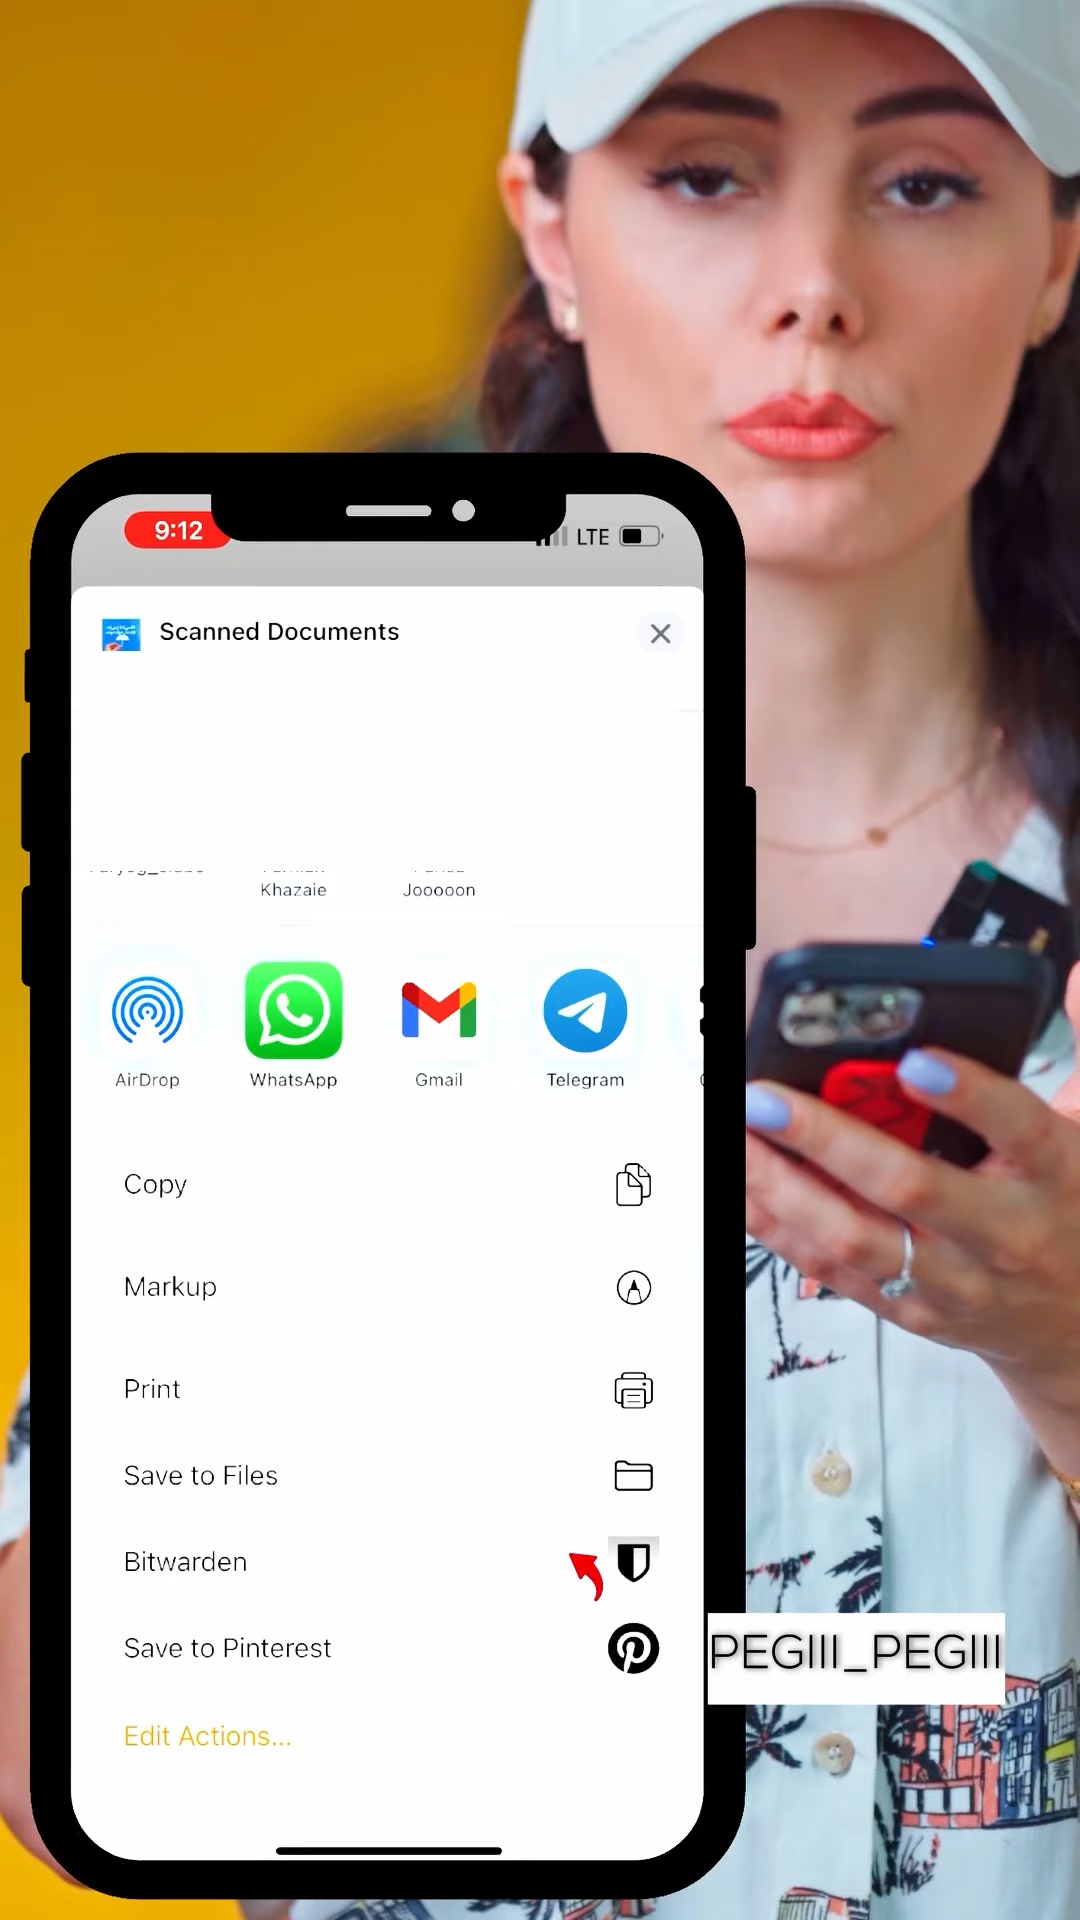 9:12
LTE
Scanned Documents
Khazaie
Jooooon
AirDrop
WhatsApp
Gmail
Telegram
Copy
Markup
Print
Save to Files
Bitwarden
Save to Pinterest
PEGIII_PEGIII
Edit Actions...